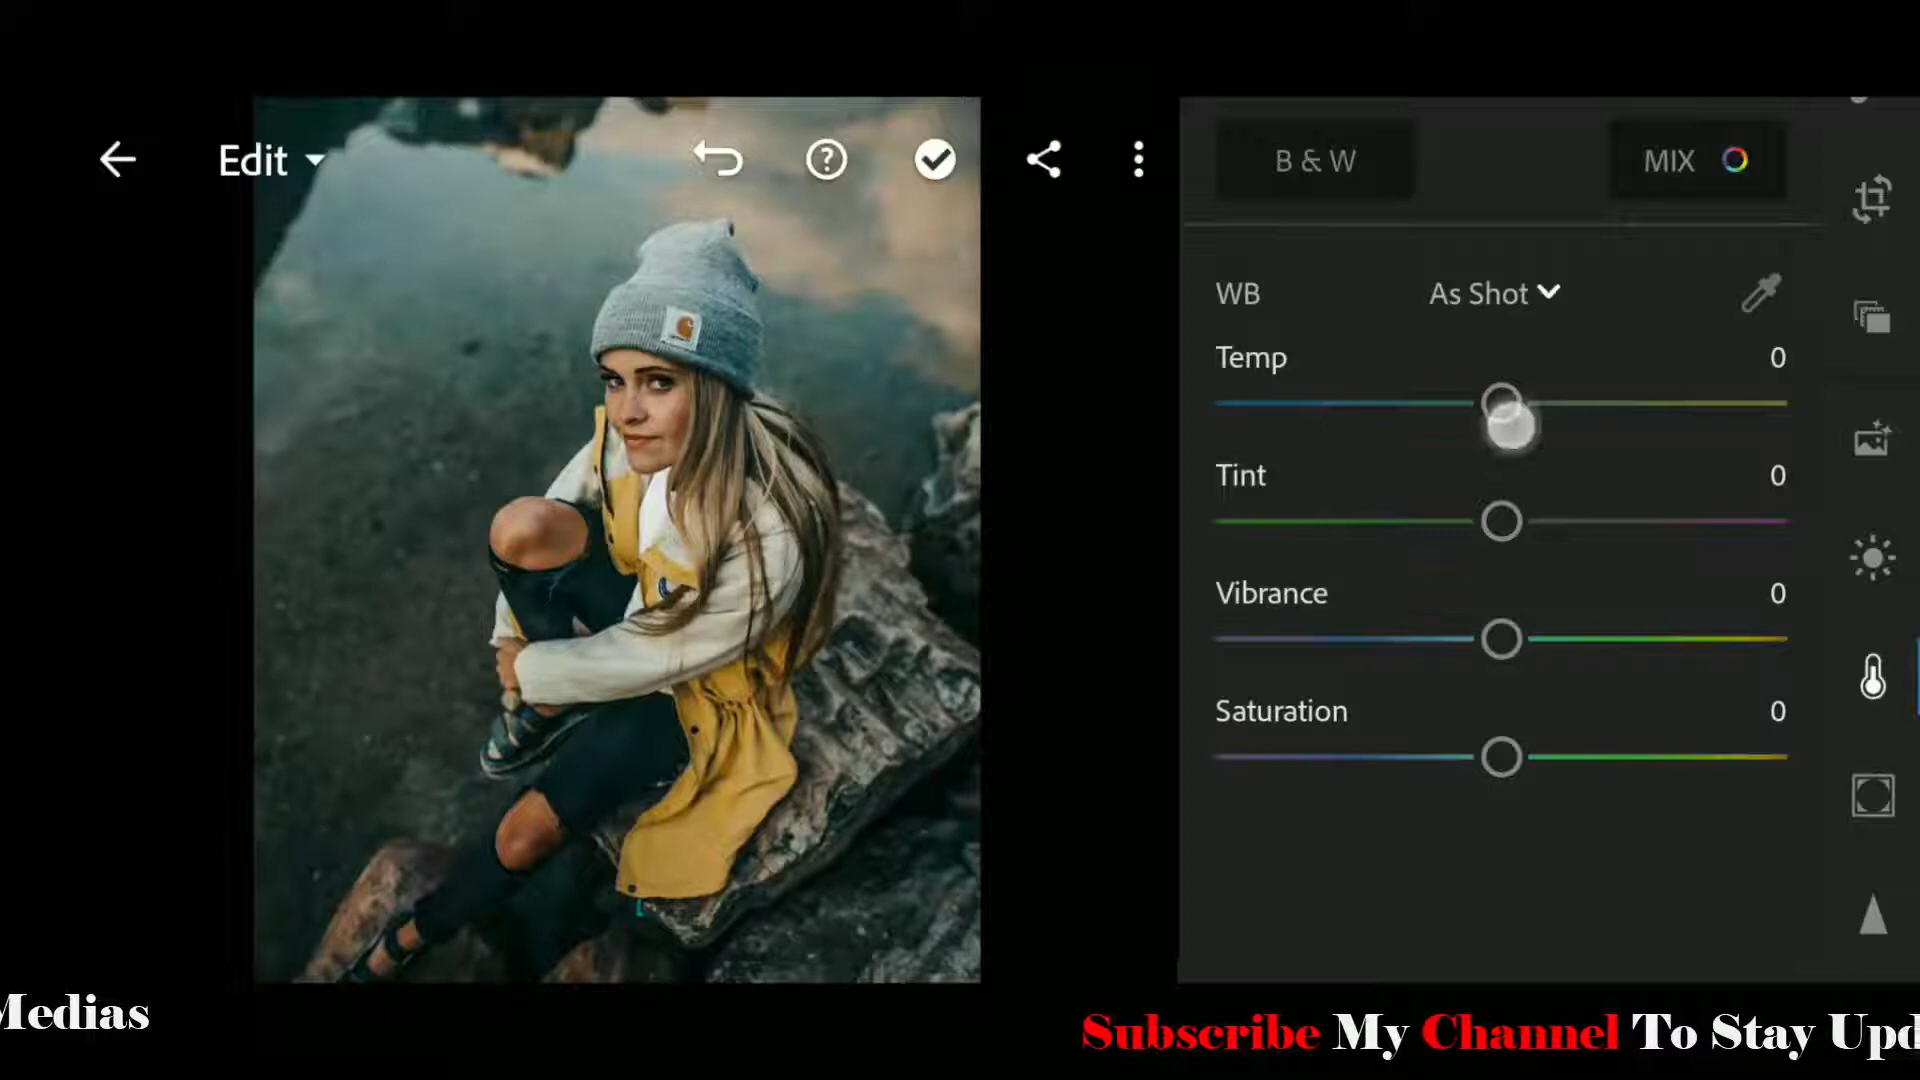 Edit
B & W
MIX
WB
As Shot
Temp
0
Tint
0
Vibrance
0
Saturation
0
Medias
Subscribe My Channel To Stay Upd